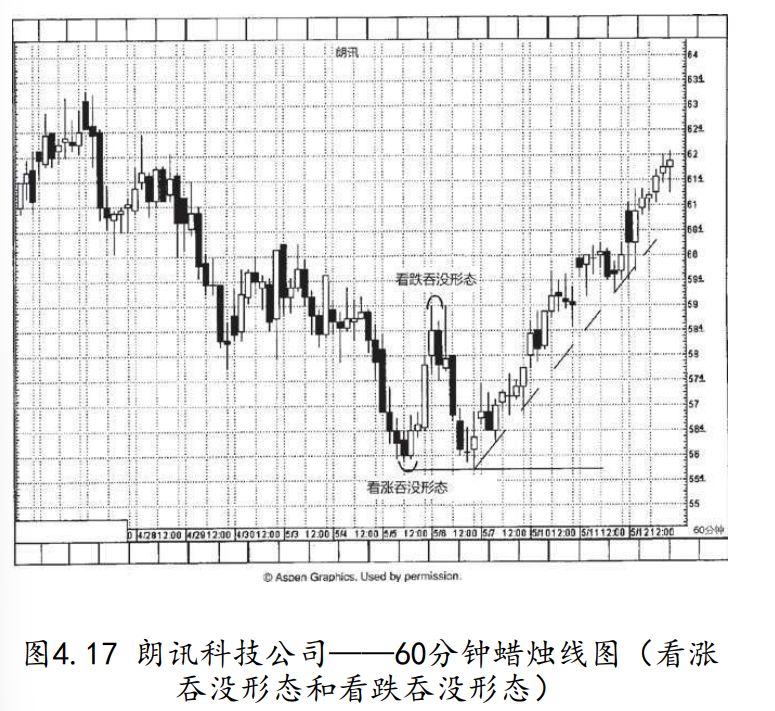 朗讯
64
63
62
61
60
看跌吞没形态
59
58
57
56
看涨吞没形态
55
4/28 12:00 4/29 12:00 4/30 12:00 5/3 12:00 5/4 12:00 5/5 12:00 5/6 12:00 5/7 12:00 5/10 12:00 5/11 12:00 5/12 12:00 60分钟
© Aspen Graphics. Used by permission.
图4.17 朗讯科技公司——60分钟蜡烛线图（看涨
吞没形态和看跌吞没形态）